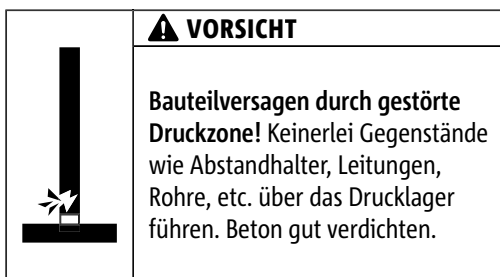 VORSICHT
Bauteilversagen durch gestörte
Druckzone! Keinerlei Gegenstände
wie Abstandhalter, Leitungen,
Rohre, etc. über das Drucklager
führen. Beton gut verdichten.